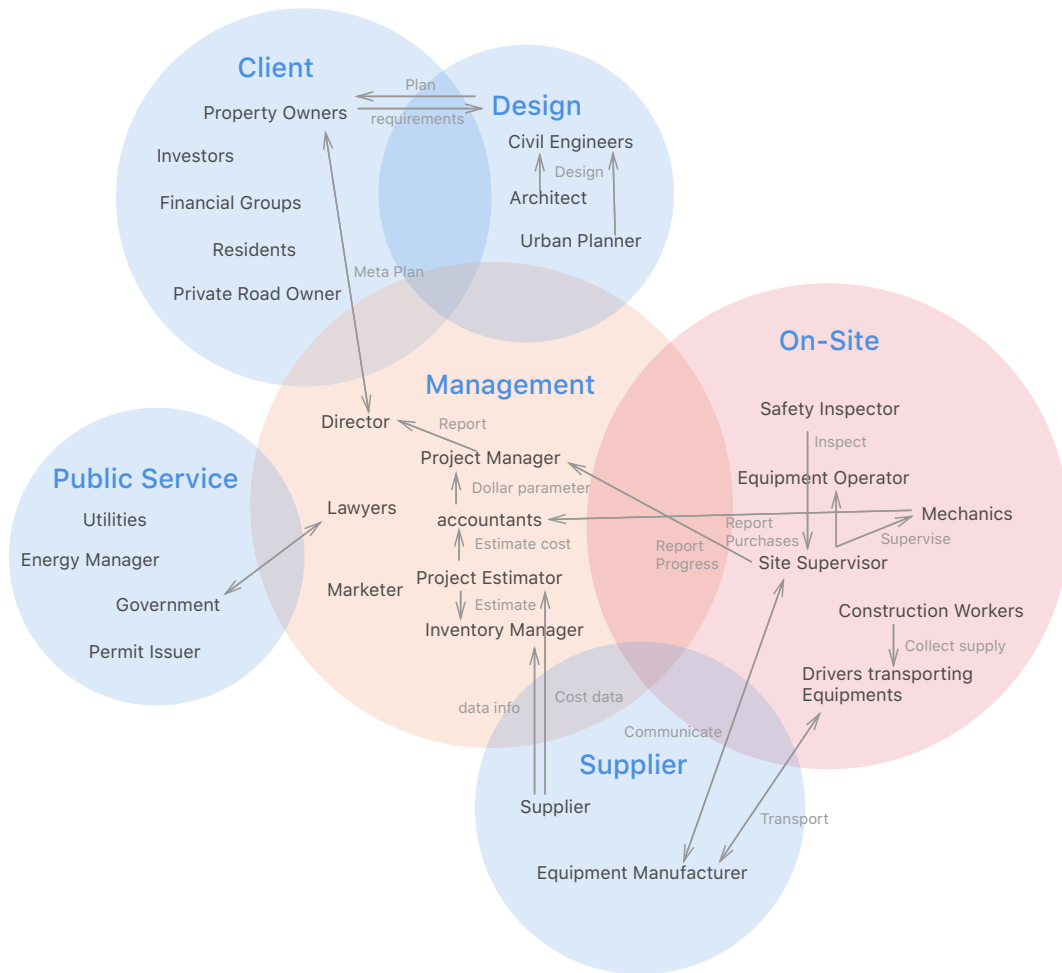 Client
Plan
Design
Property Owners
requirements
Civil Engineers
Investors
Design
Financial Groups
Architect
Residents
Urban Planner
Meta Plan
Private Road Owner
On-Site
Management
Safety Inspector
Director
Report
Inspect
Project Manager
Public Service
Equipment Operator
Dollar parameter
Lawyers
Utilities
accountants
Mechanics
Report
Purchases
Supervise
Estimate cost
Report
Progress
Energy Manager
Site Supervisor
Project Estimator
Marketer
Government
Estimate
Construction Workers
Inventory Manager
Collect supply
Permit Issuer
Drivers transporting
Equipments
Cost data
data info
Communicate
Supplier
Supplier
Transport
Equipment Manufacturer